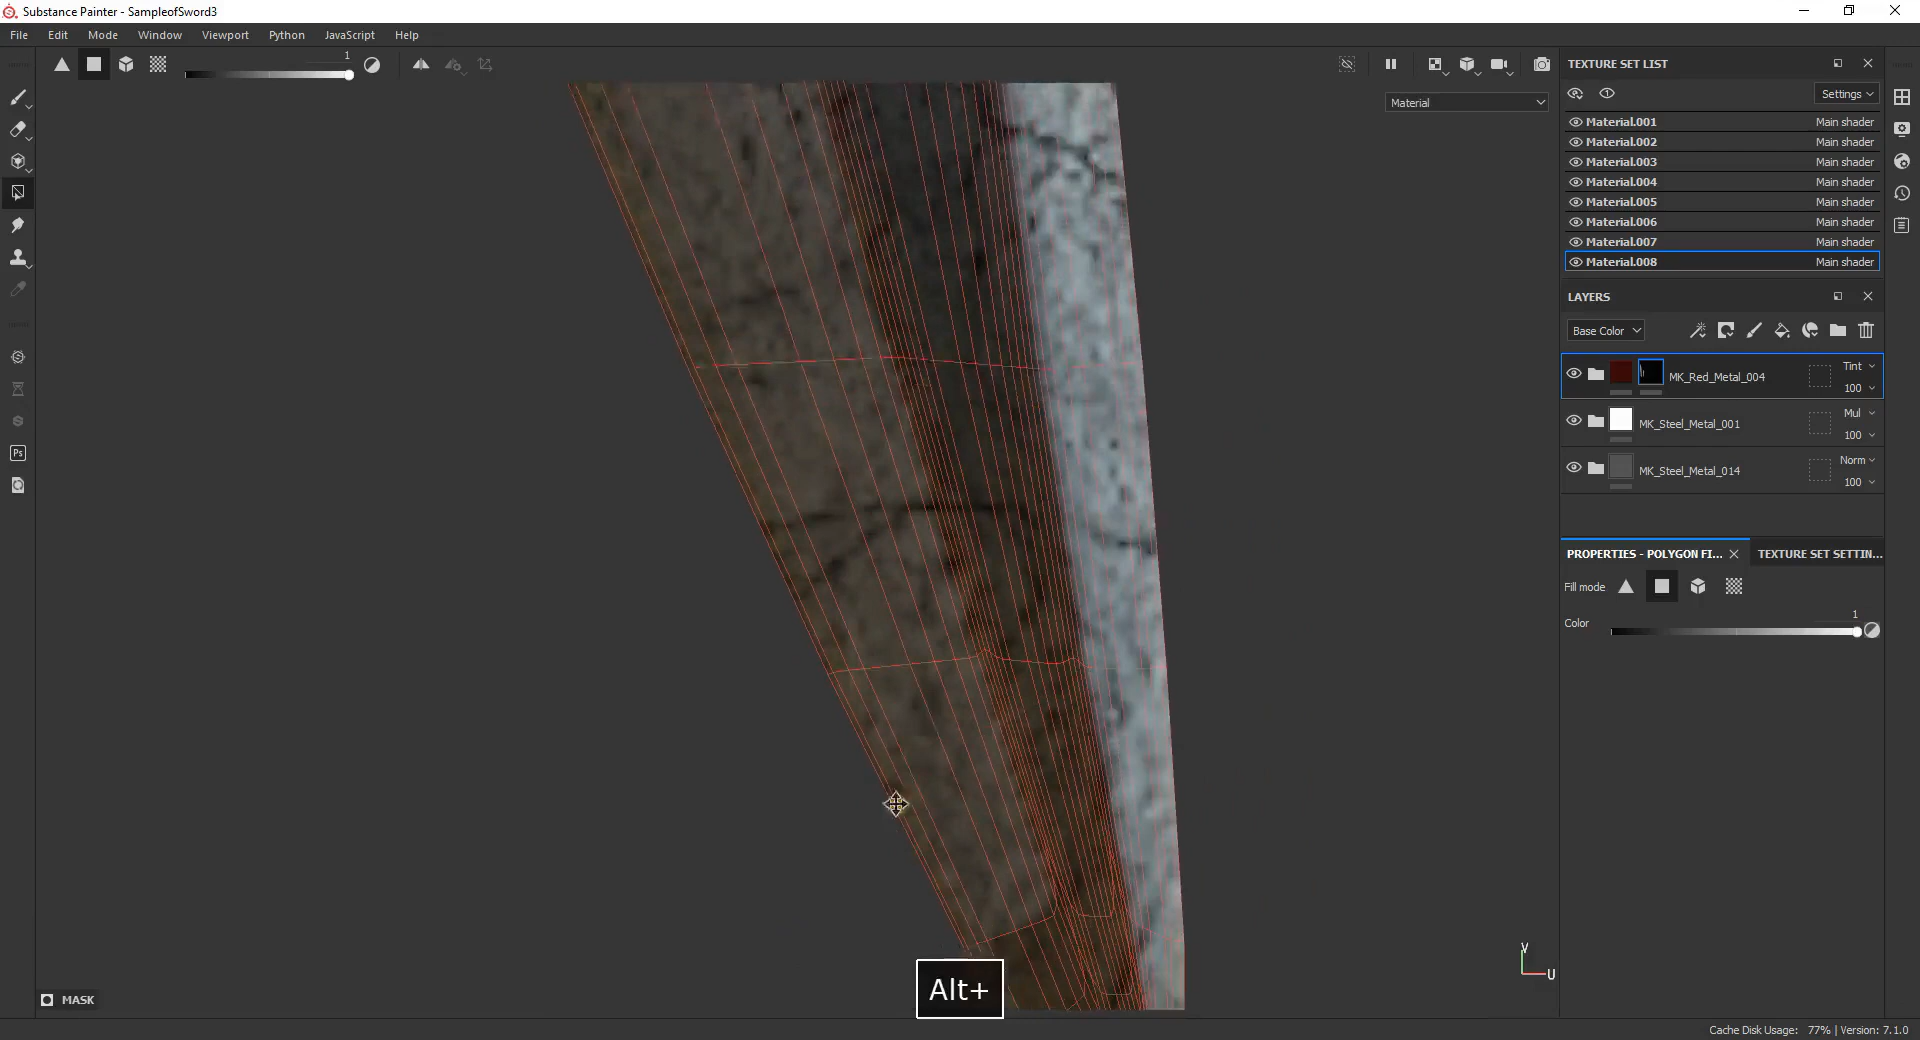 Substance Painter - SampleofSword3
File Edit Mode Window Viewport Python JavaScript Help
1
Material
TEXTURE SET LIST
Settings
Material.001 Main shader
Material.002 Main shader
Material.003 Main shader
Material.004 Main shader
Material.005 Main shader
Material.006 Main shader
Material.007 Main shader
Material.008 Main shader
LAYERS
Base Color
MK_Red_Metal_004 Tint
100
MK_Steel_Metal_001 Mul
100
MK_Steel_Metal_014 Norm
100
PROPERTIES - POLYGON FI... TEXTURE SET SETTIN...
Fill mode
Color 1
Ps
V
U
Alt+
MASK
Cache Disk Usage: 77% | Version: 7.1.0